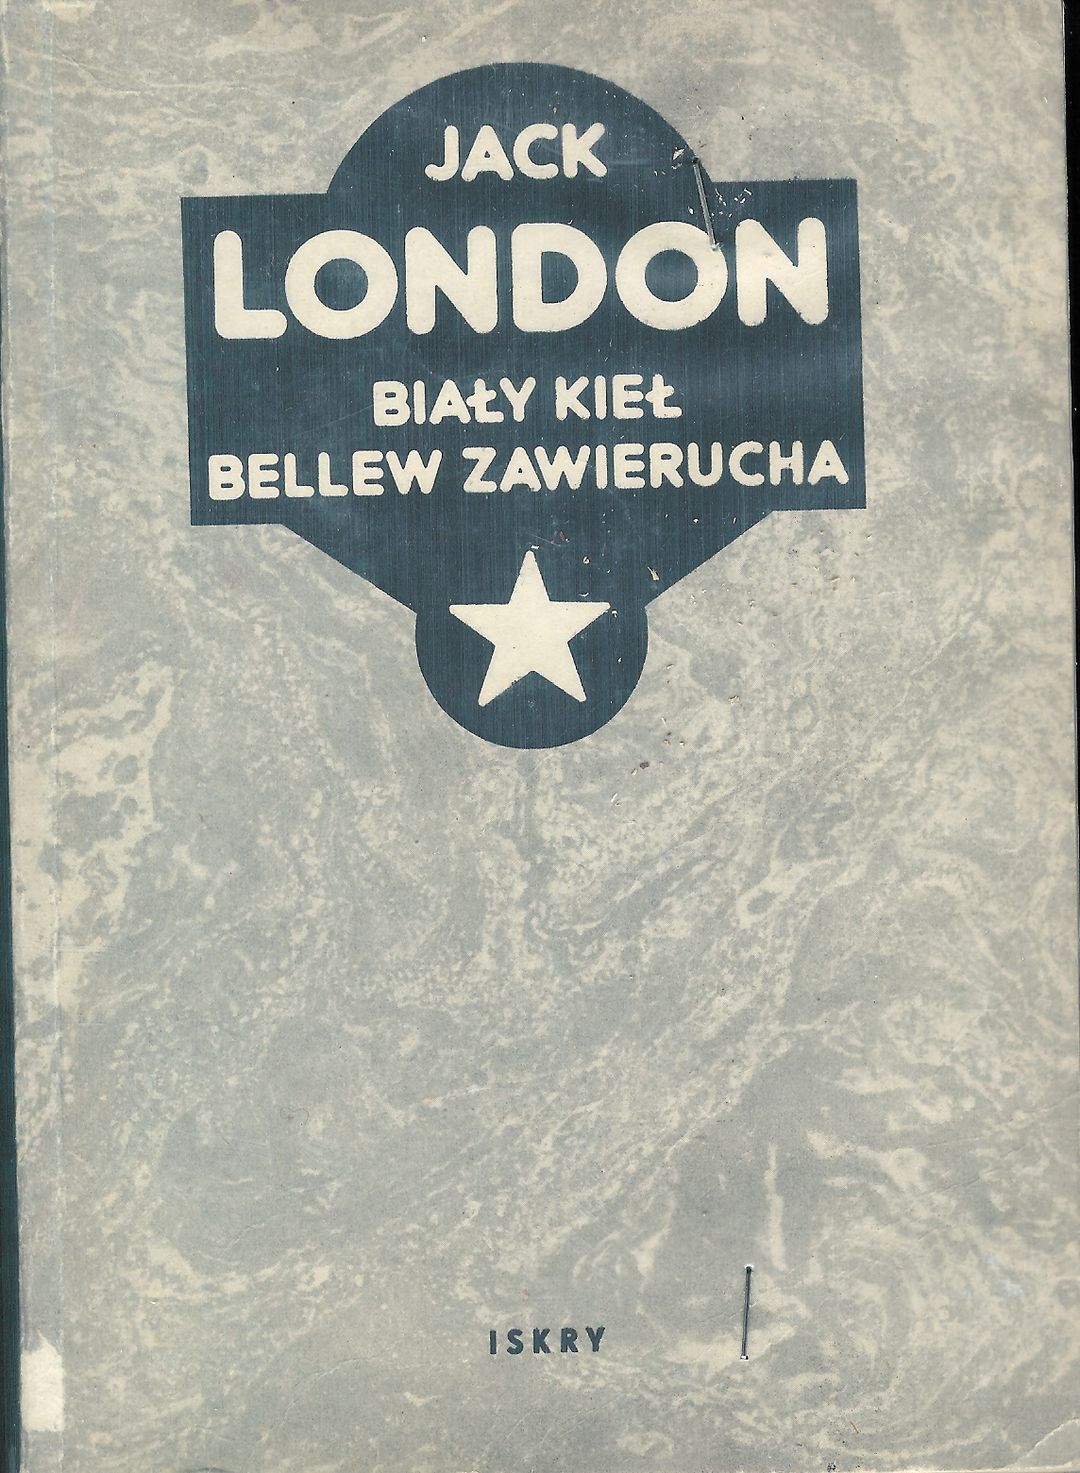 JACK
LONDON
BIAŁY KIEŁ
BELLEW ZAWIERUCHA
ISKRY